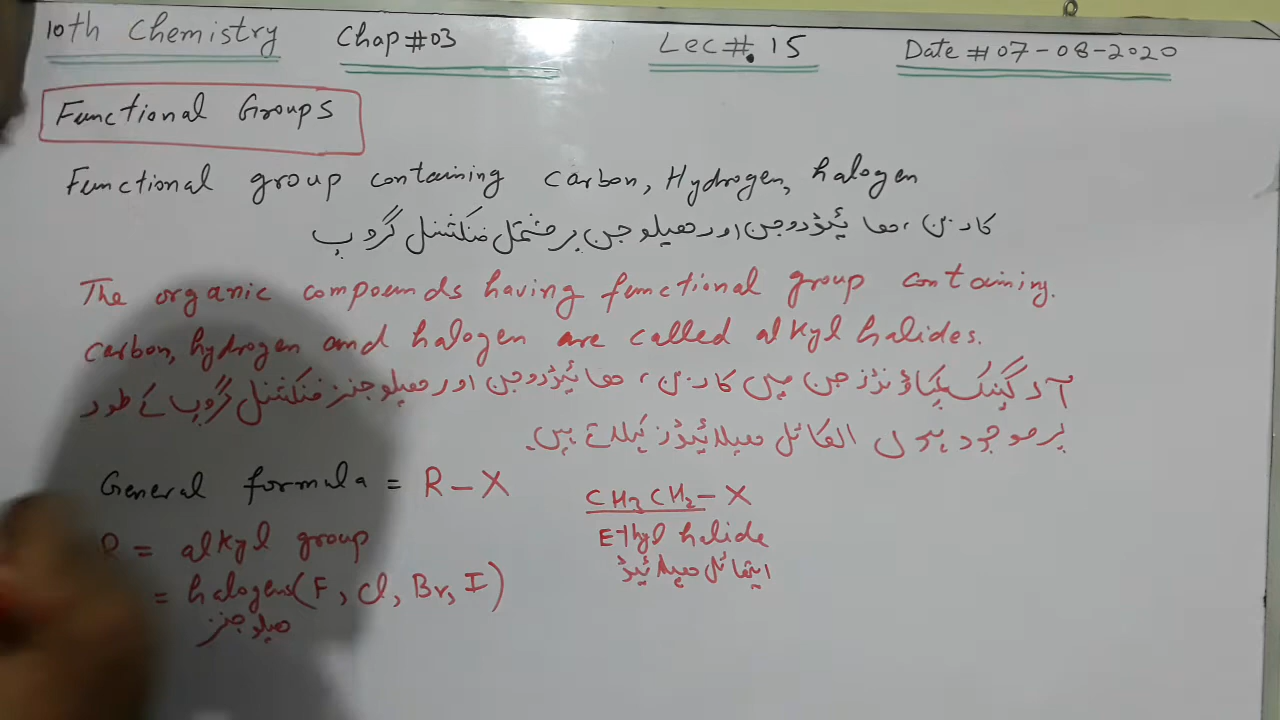 10th Chemistry Chap#03 Lec#.15 Date # 07-08-2020
Functional Groups
Functional group containing carbon, Hydrogen, halogen
کاربن، ھائیڈروجن اور ھیلوجن پر مشتمل فنکشنل گروپ
The organic compounds having functional group containing.
carbon, hydrogen and halogen are called alkyl halides.
آرگینک کمپاؤنڈز جن میں کاربن، ھائیڈروجن اور ھیلوجنز فنکشنل گروپ کے طور
پر موجود ہوں الکائل ھیلائیڈز کہلاتے ہیں۔
General formula = R-X
R = alkyl group
= halogens(F, Cl, Br, I)
ھیلوجنز
CH3CH2-X
Ethyl halide
ایتھائل ھیلائیڈ